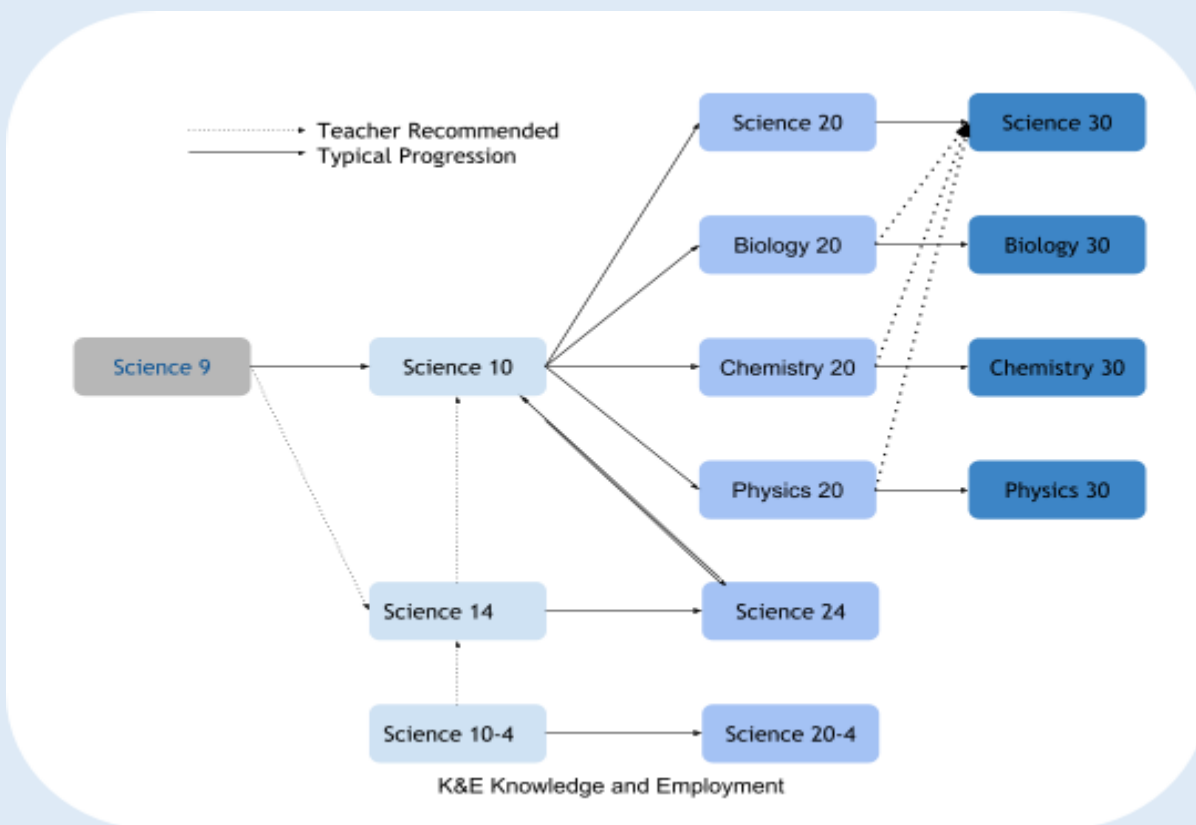 Teacher Recommended
Typical Progression
Science 20
Science 30
Biology 20
Biology 30
Science 9
Science 10
Chemistry 20
Chemistry 30
Physics 20
Physics 30
Science 14
Science 24
Science 10-4
Science 20-4
K&E Knowledge and Employment